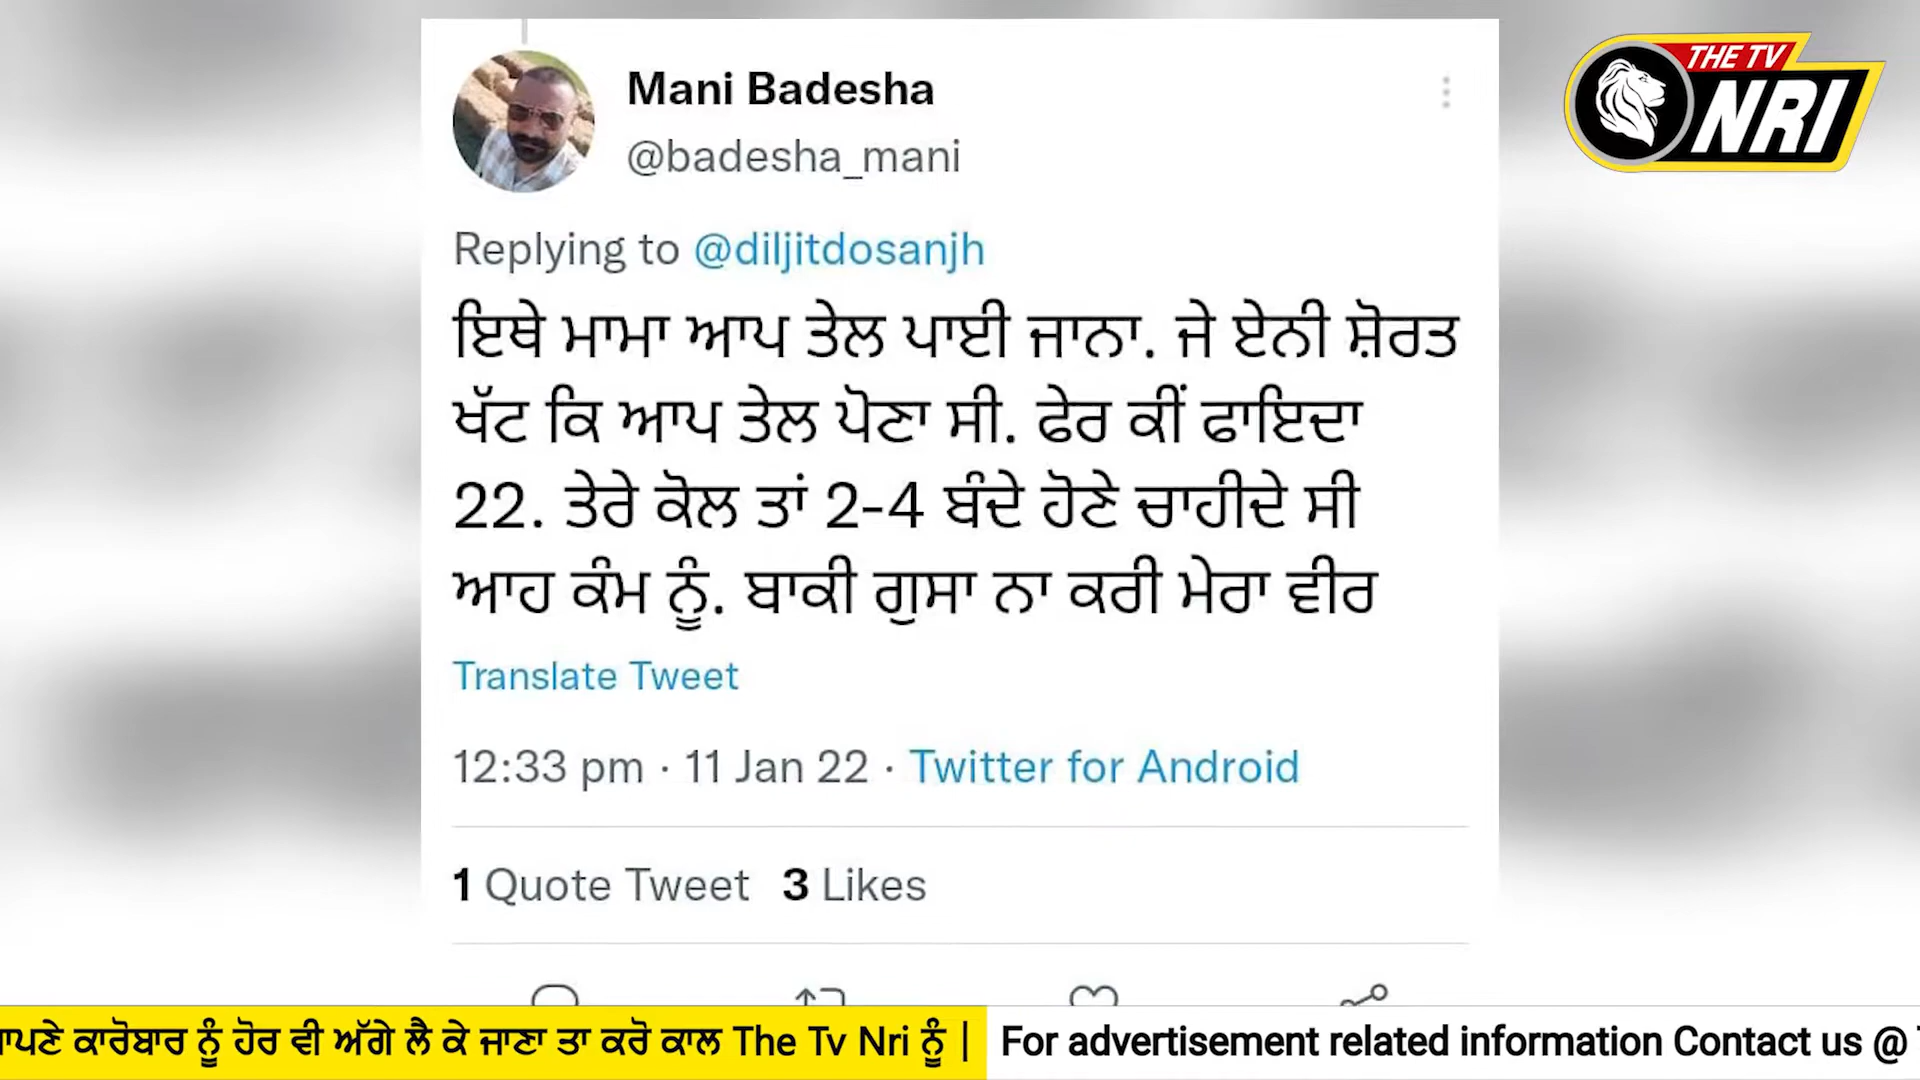 THE TV
NRI
Mani Badesha
@badesha_mani
Replying to @diljitdosanjh
ਇਥੇ ਮਾਮਾ ਆਪ ਤੇਲ ਪਾਈ ਜਾਨਾ. ਜੇ ਏਨੀ ਸ਼ੋਰਤ
ਖੱਟ ਕਿ ਆਪ ਤੇਲ ਪੋਣਾ ਸੀ. ਫੇਰ ਕੀਂ ਫਾਇਦਾ
22. ਤੇਰੇ ਕੋਲ ਤਾਂ 2-4 ਬੰਦੇ ਹੋਣੇ ਚਾਹੀਦੇ ਸੀ
ਆਹ ਕੰਮ ਨੂੰ. ਬਾਕੀ ਗੁਸਾ ਨਾ ਕਰੀ ਮੇਰਾ ਵੀਰ
Translate Tweet
12:33 pm · 11 Jan 22 · Twitter for Android
1 Quote Tweet 3 Likes
ਕਾਰੋਬਾਰ ਨੂੰ ਹੋਰ ਵੀ ਅੱਗੇ ਲੈ ਕੇ ਜਾਣਾ ਤਾ ਕਰੋ ਕਾਲ The Tv Nri ਨੂੰ | For advertisement related information Contact us @